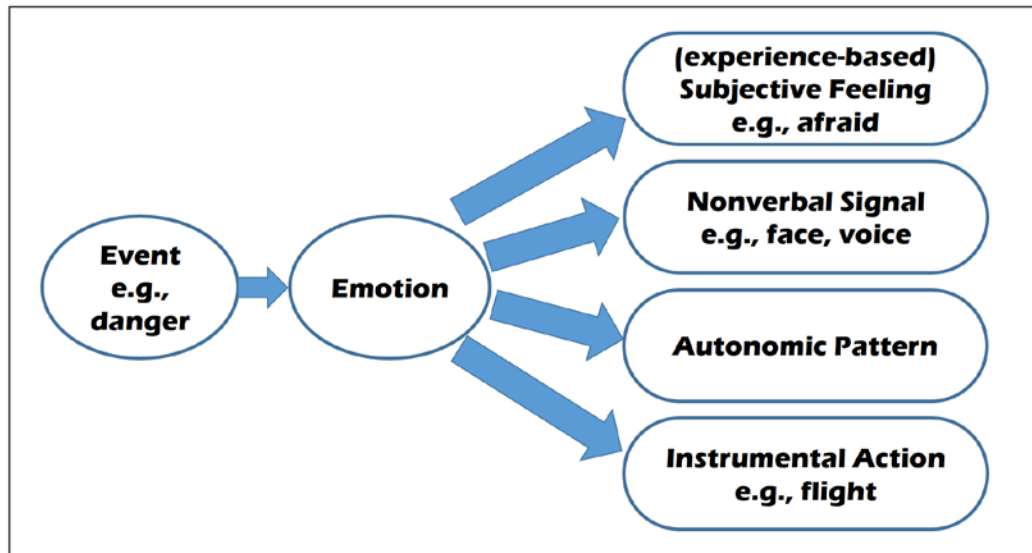 Event
e.g.,
danger
Emotion
(experience-based)
Subjective Feeling
e.g., afraid
Nonverbal Signal
e.g., face, voice
Autonomic Pattern
Instrumental Action
e.g., flight